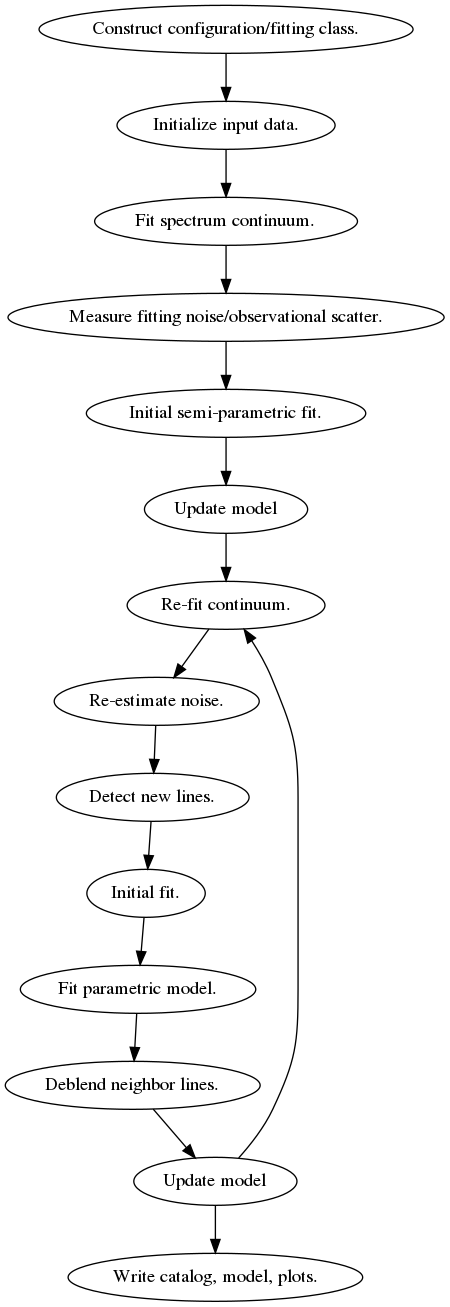 Construct configuration/fitting class.
Initialize input data.
Fit spectrum continuum.
Measure fitting noise/observational scatter.
Initial semi-parametric fit.
Update model
Re-fit continuum.
Re-estimate noise.
Detect new lines.
Initial fit.
Fit parametric model.
Deblend neighbor lines.
Update model
Write catalog, model, plots.